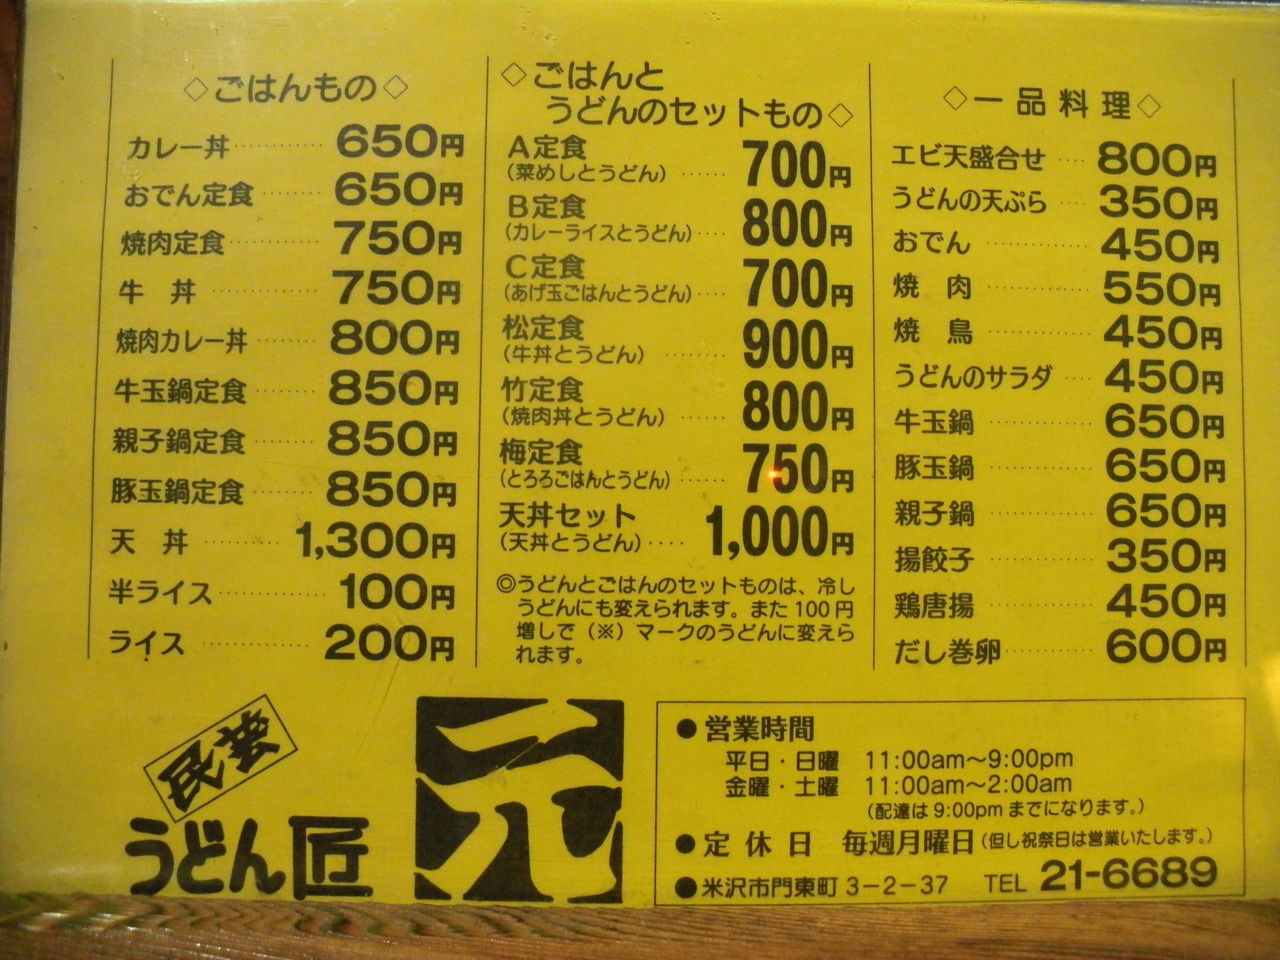 ◇ごはんもの◇
カレー丼 650円
おでん定食 650円
焼肉定食 750円
牛 丼 750円
焼肉カレー丼 800円
牛玉鍋定食 850円
親子鍋定食 850円
豚玉鍋定食 850円
天 丼 1,300円
半ライス 100円
ライス 200円
◇ごはんと
うどんのセットもの◇
A定食
(菜めしとうどん) 700円
B定食
(カレーライスとうどん) 800円
C定食
(あげ玉ごはんとうどん) 700円
松定食
(牛丼とうどん) 900円
竹定食
(焼肉丼とうどん) 800円
梅定食
(とろろごはんとうどん) 750円
天丼セット
(天丼とうどん) 1,000円
◎うどんとごはんのセットものは、冷し
うどんにも変えられます。また100円
増しで(※)マークのうどんに変えら
れます。
◇一品料理◇
エビ天盛合せ 800円
うどんの天ぷら 350円
おでん 450円
焼 肉 550円
焼 鳥 450円
うどんのサラダ 450円
牛玉鍋 650円
豚玉鍋 650円
親子鍋 650円
揚餃子 350円
鶏唐揚 450円
だし巻卵 600円
民芸
うどん匠
元
●営業時間
平日・日曜 11:00am〜9:00pm
金曜・土曜 11:00am〜2:00am
(配達は9:00pmまでになります。)
●定休日 毎週月曜日(但し祝祭日は営業いたします。)
●米沢市門東町3-2-37 TEL 21-6689